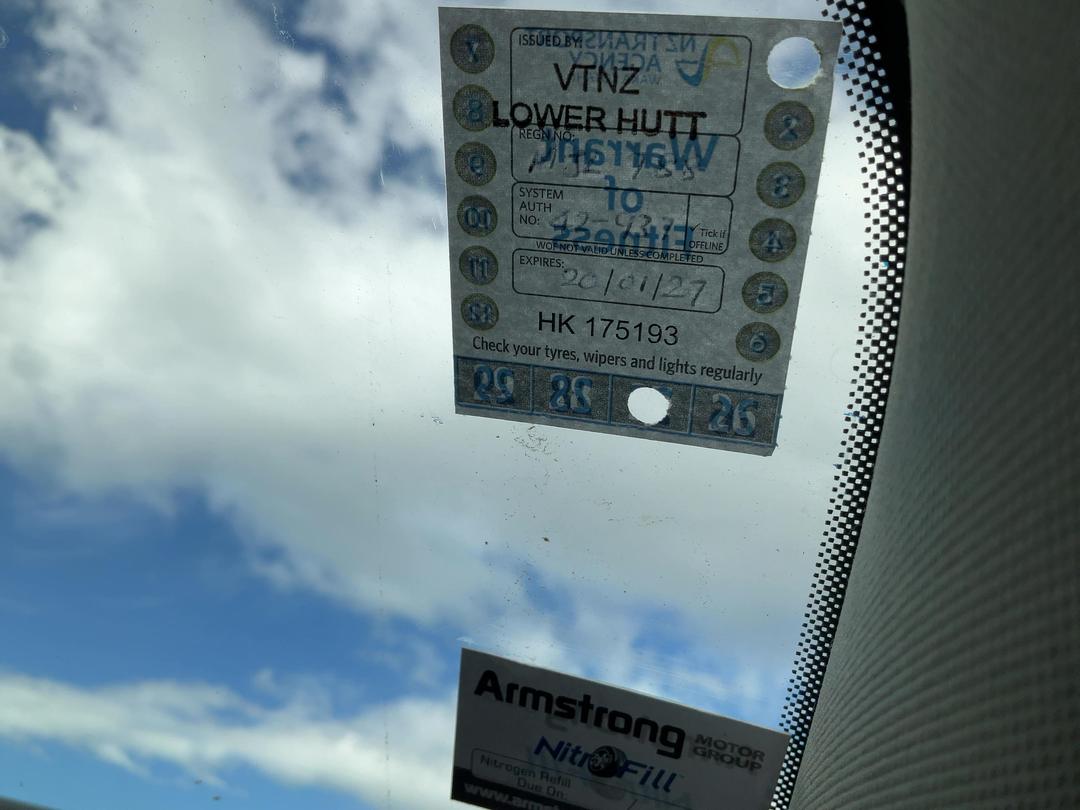 ISSUED BY:
VTNZ
LOWER HUTT
NZ TRANSPORT
AGENCY
REGN NO:
Warrant
of
Fitness
SYSTEM
AUTH
NO:
Tick if
OFFLINE
WOF NOT VALID UNLESS COMPLETED
EXPIRES:
20/01/27
HK 175193
Check your tyres, wipers and lights regularly
7
8
9
10
11
12
2
3
4
5
6
29
28
26
Armstrong
MOTOR
GROUP
NitroFill
Nitrogen Refill
Due On: